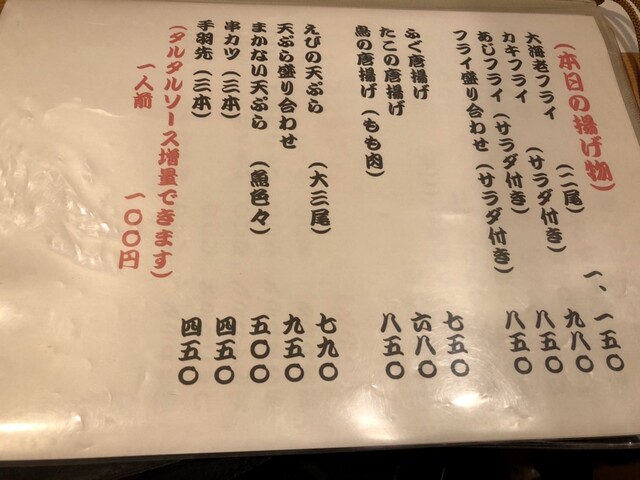 (本日の揚げ物)
大海老フライ (二尾) 一、一五〇
カキフライ (サラダ付き) 九八〇
あじフライ (サラダ付き) 八五〇
フライ盛り合わせ (サラダ付き) 八五〇
ふぐ唐揚げ 七五〇
たこの唐揚げ 六八〇
鳥の唐揚げ (もも肉) 八五〇
えびの天ぷら (大三尾) 七九〇
天ぷら盛り合わせ 九五〇
まかない天ぷら (魚色々) 五〇〇
串カツ (三本) 四五〇
手羽先 (三本) 四五〇
(タルタルソース増量できます)
一人前 一〇〇円